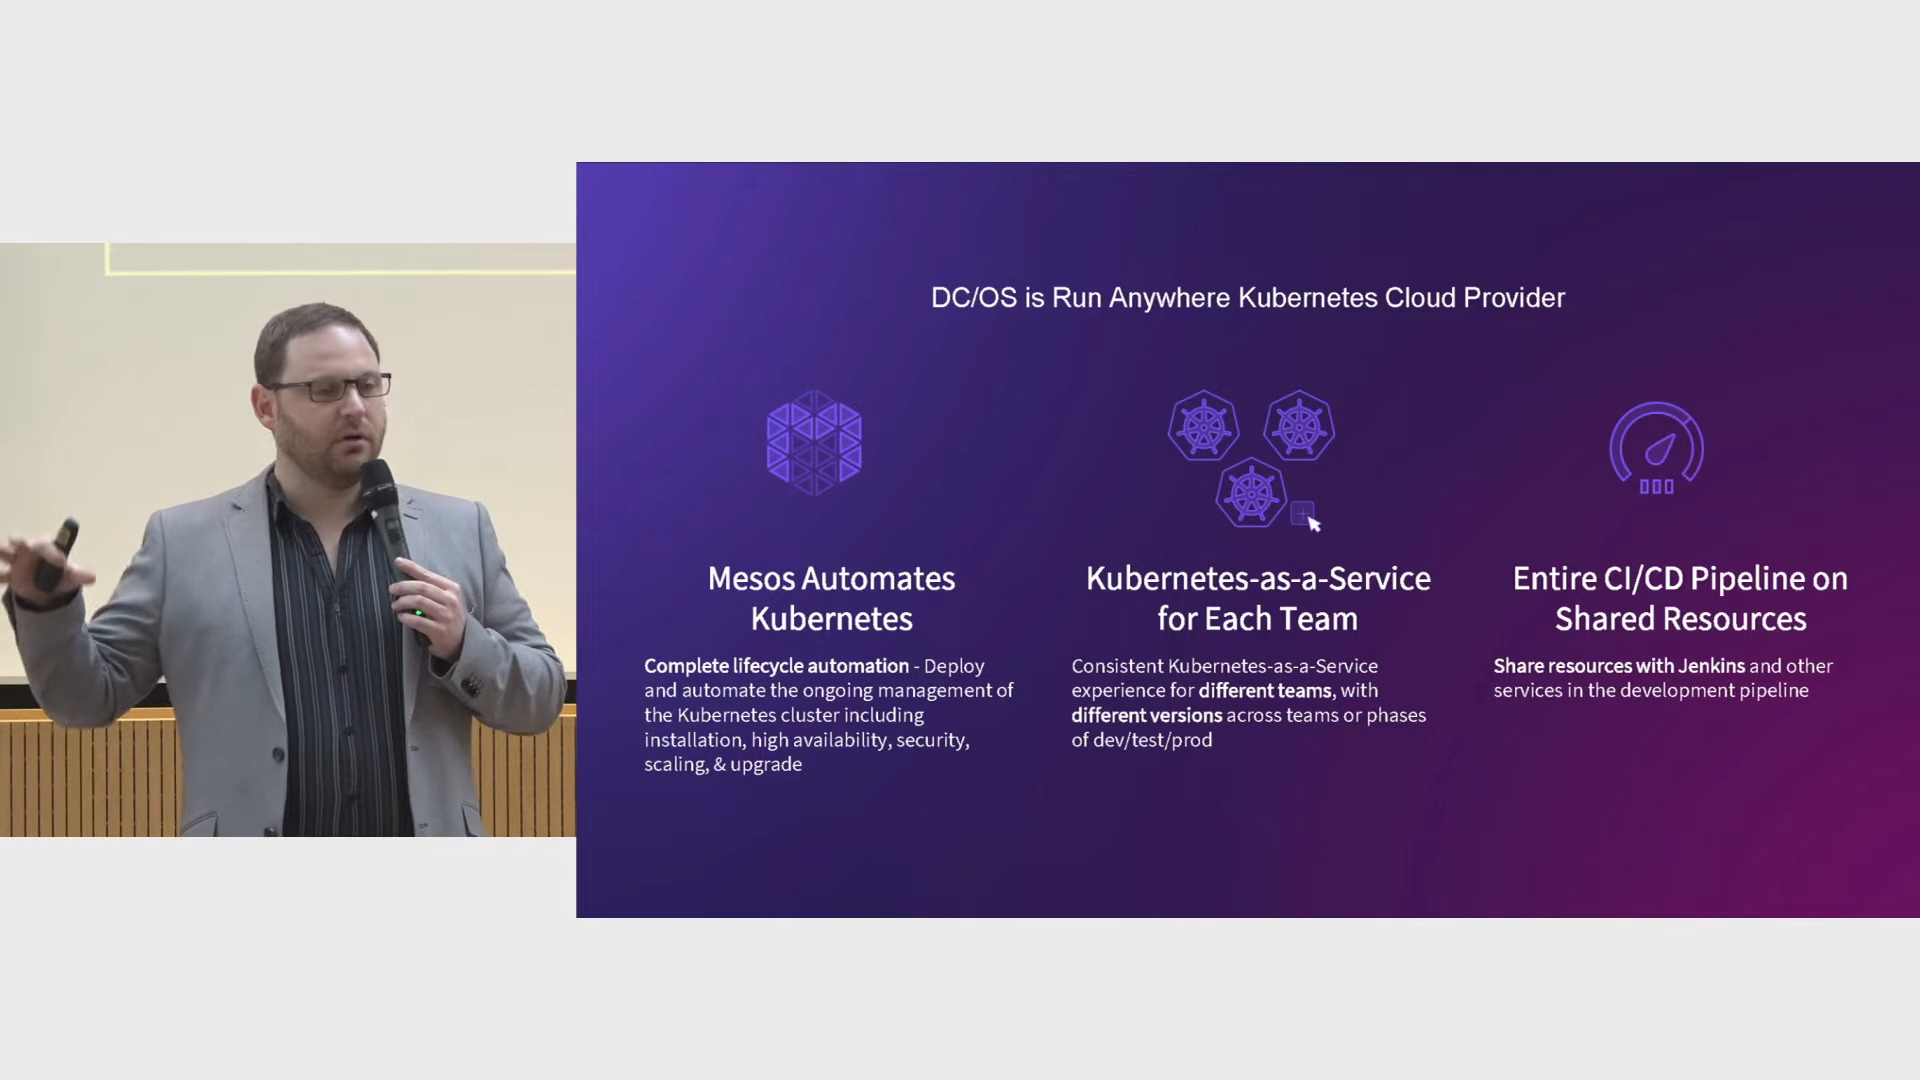 DC/OS is Run Anywhere Kubernetes Cloud Provider
Mesos Automates
Kubernetes
Complete lifecycle automation - Deploy
and automate the ongoing management of
the Kubernetes cluster including
installation, high availability, security,
scaling, & upgrade
Kubernetes-as-a-Service
for Each Team
Consistent Kubernetes-as-a-Service
experience for different teams, with
different versions across teams or phases
of dev/test/prod
Entire CI/CD Pipeline on
Shared Resources
Share resources with Jenkins and other
services in the development pipeline